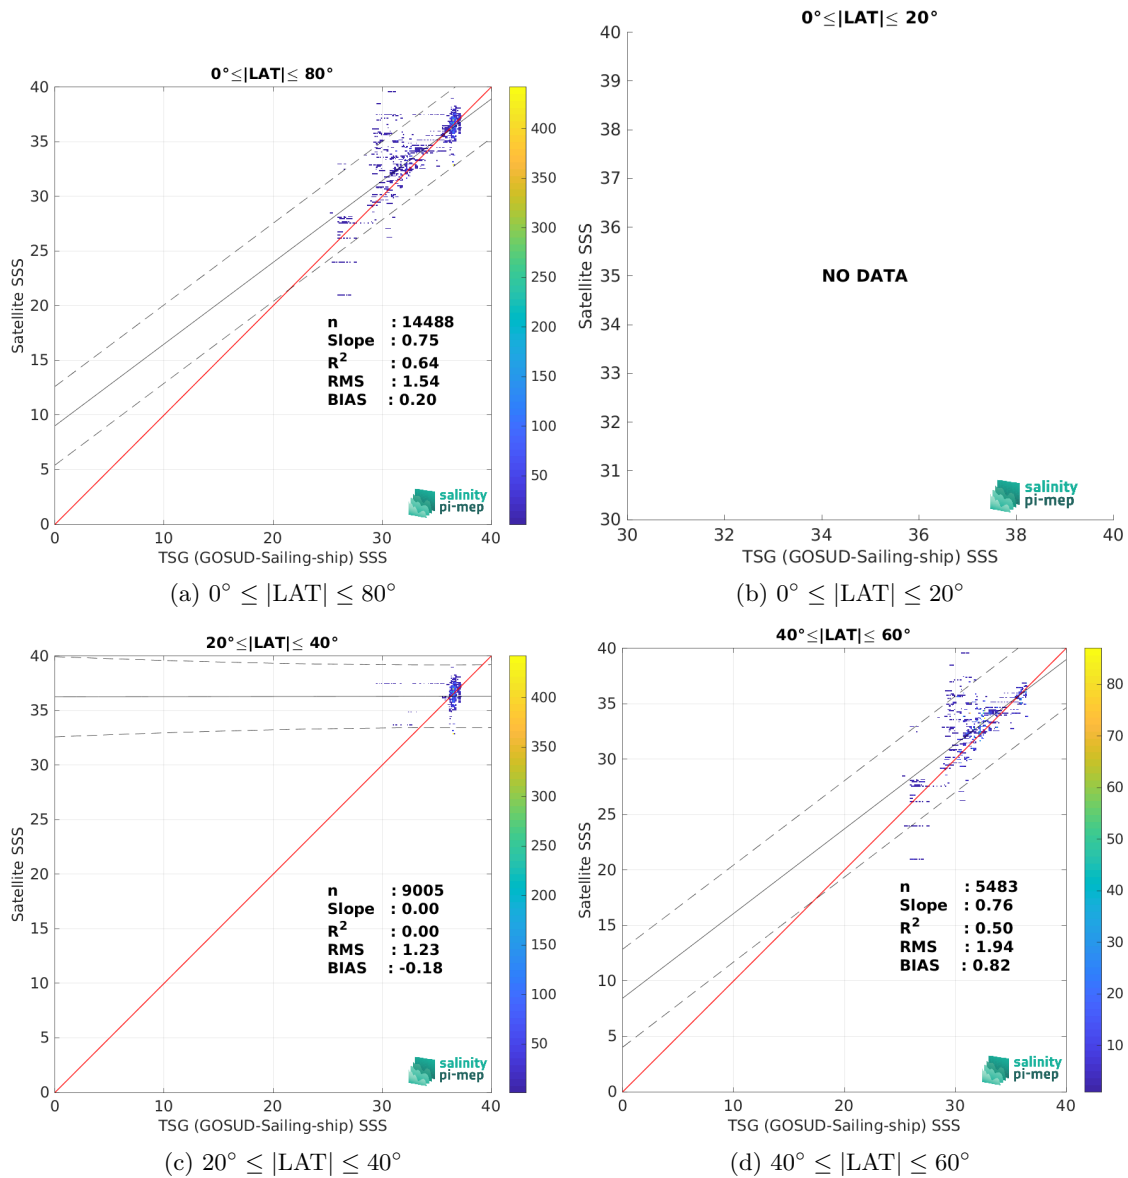 0°≤|LAT|≤ 80°
40
35
30
25
20
15
10
5
0
Satellite SSS
n : 14488
Slope : 0.75
R² : 0.64
RMS : 1.54
BIAS : 0.20
salinity
pi-mep
0 10 20 30 40
TSG (GOSUD-Sailing-ship) SSS
400
350
300
250
200
150
100
50
(a) 0° ≤ |LAT| ≤ 80°
0°≤|LAT|≤ 20°
40
39
38
37
36
35
34
33
32
31
30
Satellite SSS
NO DATA
salinity
pi-mep
30 32 34 36 38 40
TSG (GOSUD-Sailing-ship) SSS
(b) 0° ≤ |LAT| ≤ 20°
20°≤|LAT|≤ 40°
40
35
30
25
20
15
10
5
0
Satellite SSS
n : 9005
Slope : 0.00
R² : 0.00
RMS : 1.23
BIAS : -0.18
salinity
pi-mep
0 10 20 30 40
TSG (GOSUD-Sailing-ship) SSS
400
350
300
250
200
150
100
50
(c) 20° ≤ |LAT| ≤ 40°
40°≤|LAT|≤ 60°
40
35
30
25
20
15
10
5
0
Satellite SSS
n : 5483
Slope : 0.76
R² : 0.50
RMS : 1.94
BIAS : 0.82
salinity
pi-mep
0 10 20 30 40
TSG (GOSUD-Sailing-ship) SSS
80
70
60
50
40
30
20
10
(d) 40° ≤ |LAT| ≤ 60°